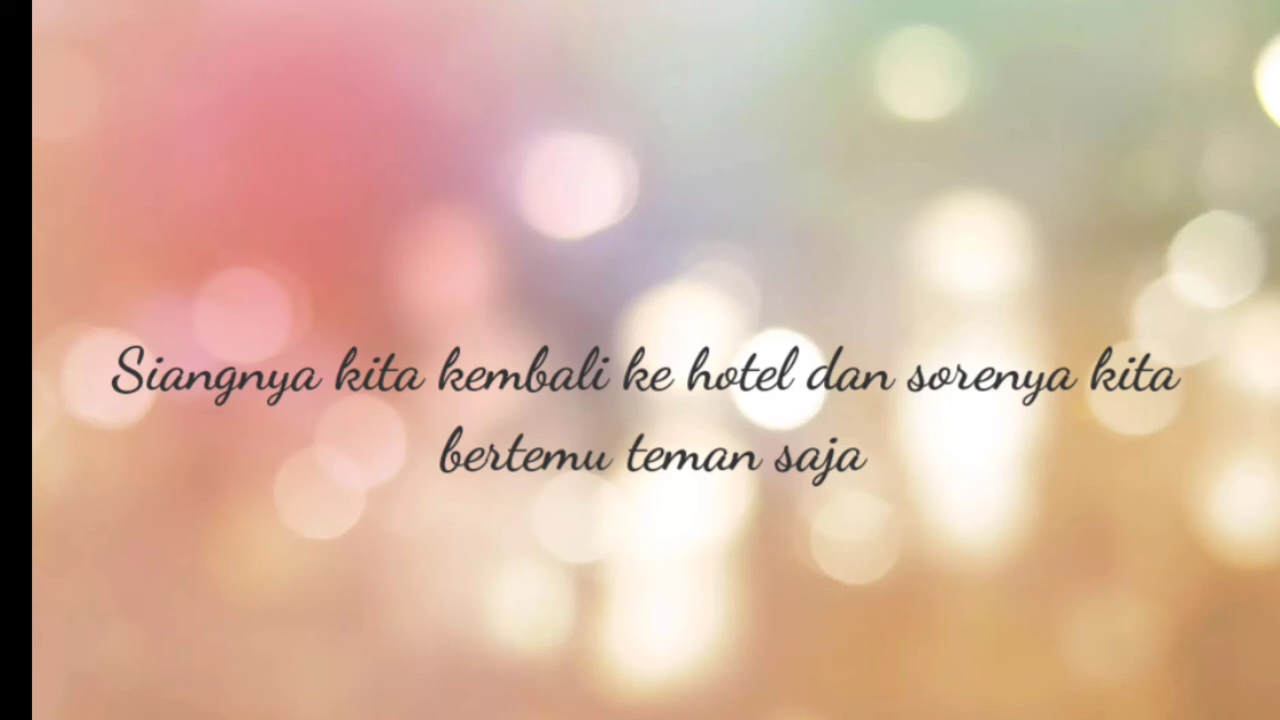 Siangnya kita kembali ke hotel dan sorenya kita
bertemu teman saja